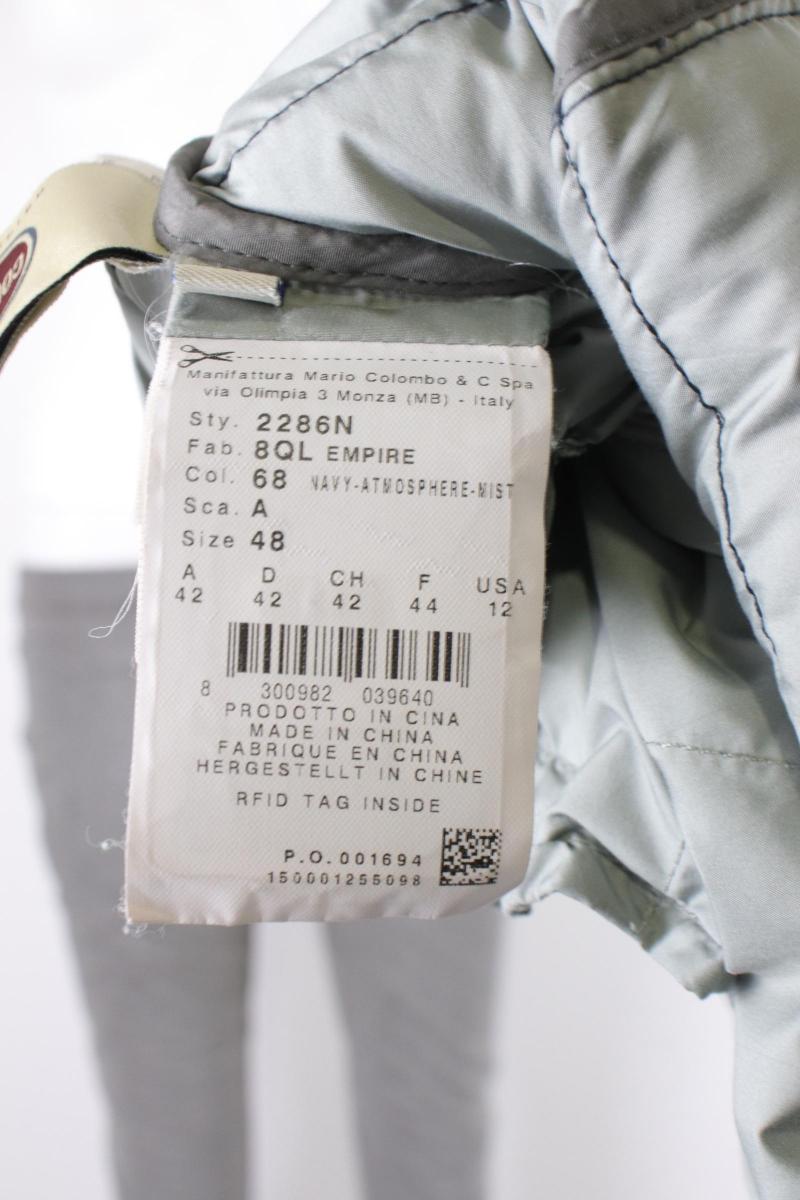 Manifattura Mario Colombo & C Spa
via Olimpia 3 Monza (MB) - Italy
Sty. 2286N
Fab. 8QL EMPIRE
Col. 68 NAVY-ATMOSPHERE-MIST
Sca. A
Size 48
A D CH F USA
42 42 42 44 12
8 300982 039640
PRODOTTO IN CINA
MADE IN CHINA
FABRIQUE EN CHINA
HERGESTELLT IN CHINE
RFID TAG INSIDE
P.O. 001694
150001255098